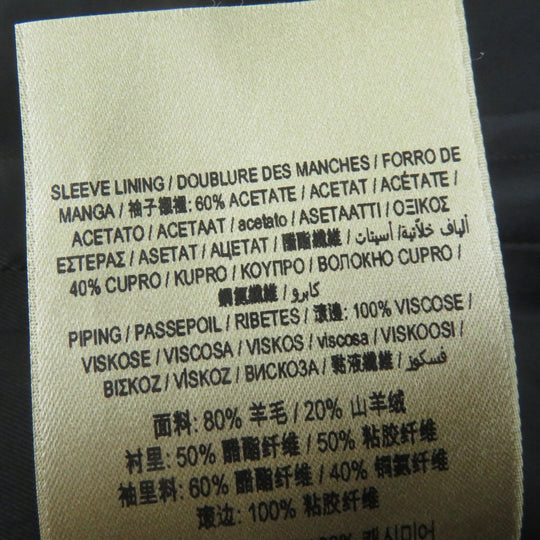 SLEEVE LINING / DOUBLURE DES MANCHES / FORRO DE
MANGA / 袖子襯裡: 60% ACETATE / ACETAT / ACÉTATE /
ACETATO / ACETAAT / acetato / ASETAATTI / ΟΞΙΚΟΣ
ΕΣΤΕΡΑΣ / ASETAT / АЦЕТАТ / 醋酯纖維 / ألياف خلاّتية/ أسيتات /
40% CUPRO / KUPRO / ΚΟΥΠΡΟ / ВОЛОКНО CUPRO /
銅氨纖維 / كابرو /
PIPING / PASSEPOIL / RIBETES / 滾邊: 100% VISCOSE /
VISKOSE / VISCOSA / VISKOS / viscosa / VISKOOSI /
ΒΙΣΚΟΖ / VİSKOZ / ВИСКОЗА / 黏液纖維 / فسكوز /
面料: 80% 羊毛 / 20% 山羊绒
衬里: 50% 醋酯纤维 / 50% 粘胶纤维
袖里料: 60% 醋酯纤维 / 40% 铜氨纤维
滚边: 100% 粘胶纤维